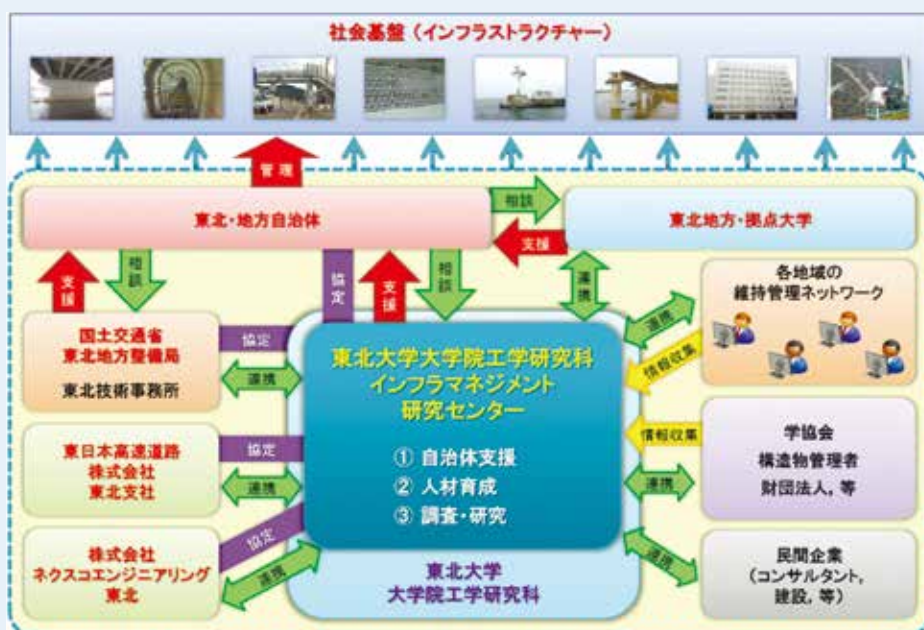 社会基盤（インフラストラクチャー）
管理
東北・地方自治体
相談
支援
東北地方・拠点大学
支援
相談
協定
支援
相談
連携
国土交通省
東北地方整備局
東北技術事務所
協定
連携
東日本高速道路
株式会社
東北支社
協定
連携
株式会社
ネクスコエンジニアリング
東北
協定
連携
東北大学大学院工学研究科
インフラマネジメント
研究センター
① 自治体支援
② 人材育成
③ 調査・研究
東北大学
大学院工学研究科
連携
情報収集
各地域の
維持管理ネットワーク
情報収集
連携
学協会
構造物管理者
財団法人，等
連携
民間企業
（コンサルタント，
建設，等）